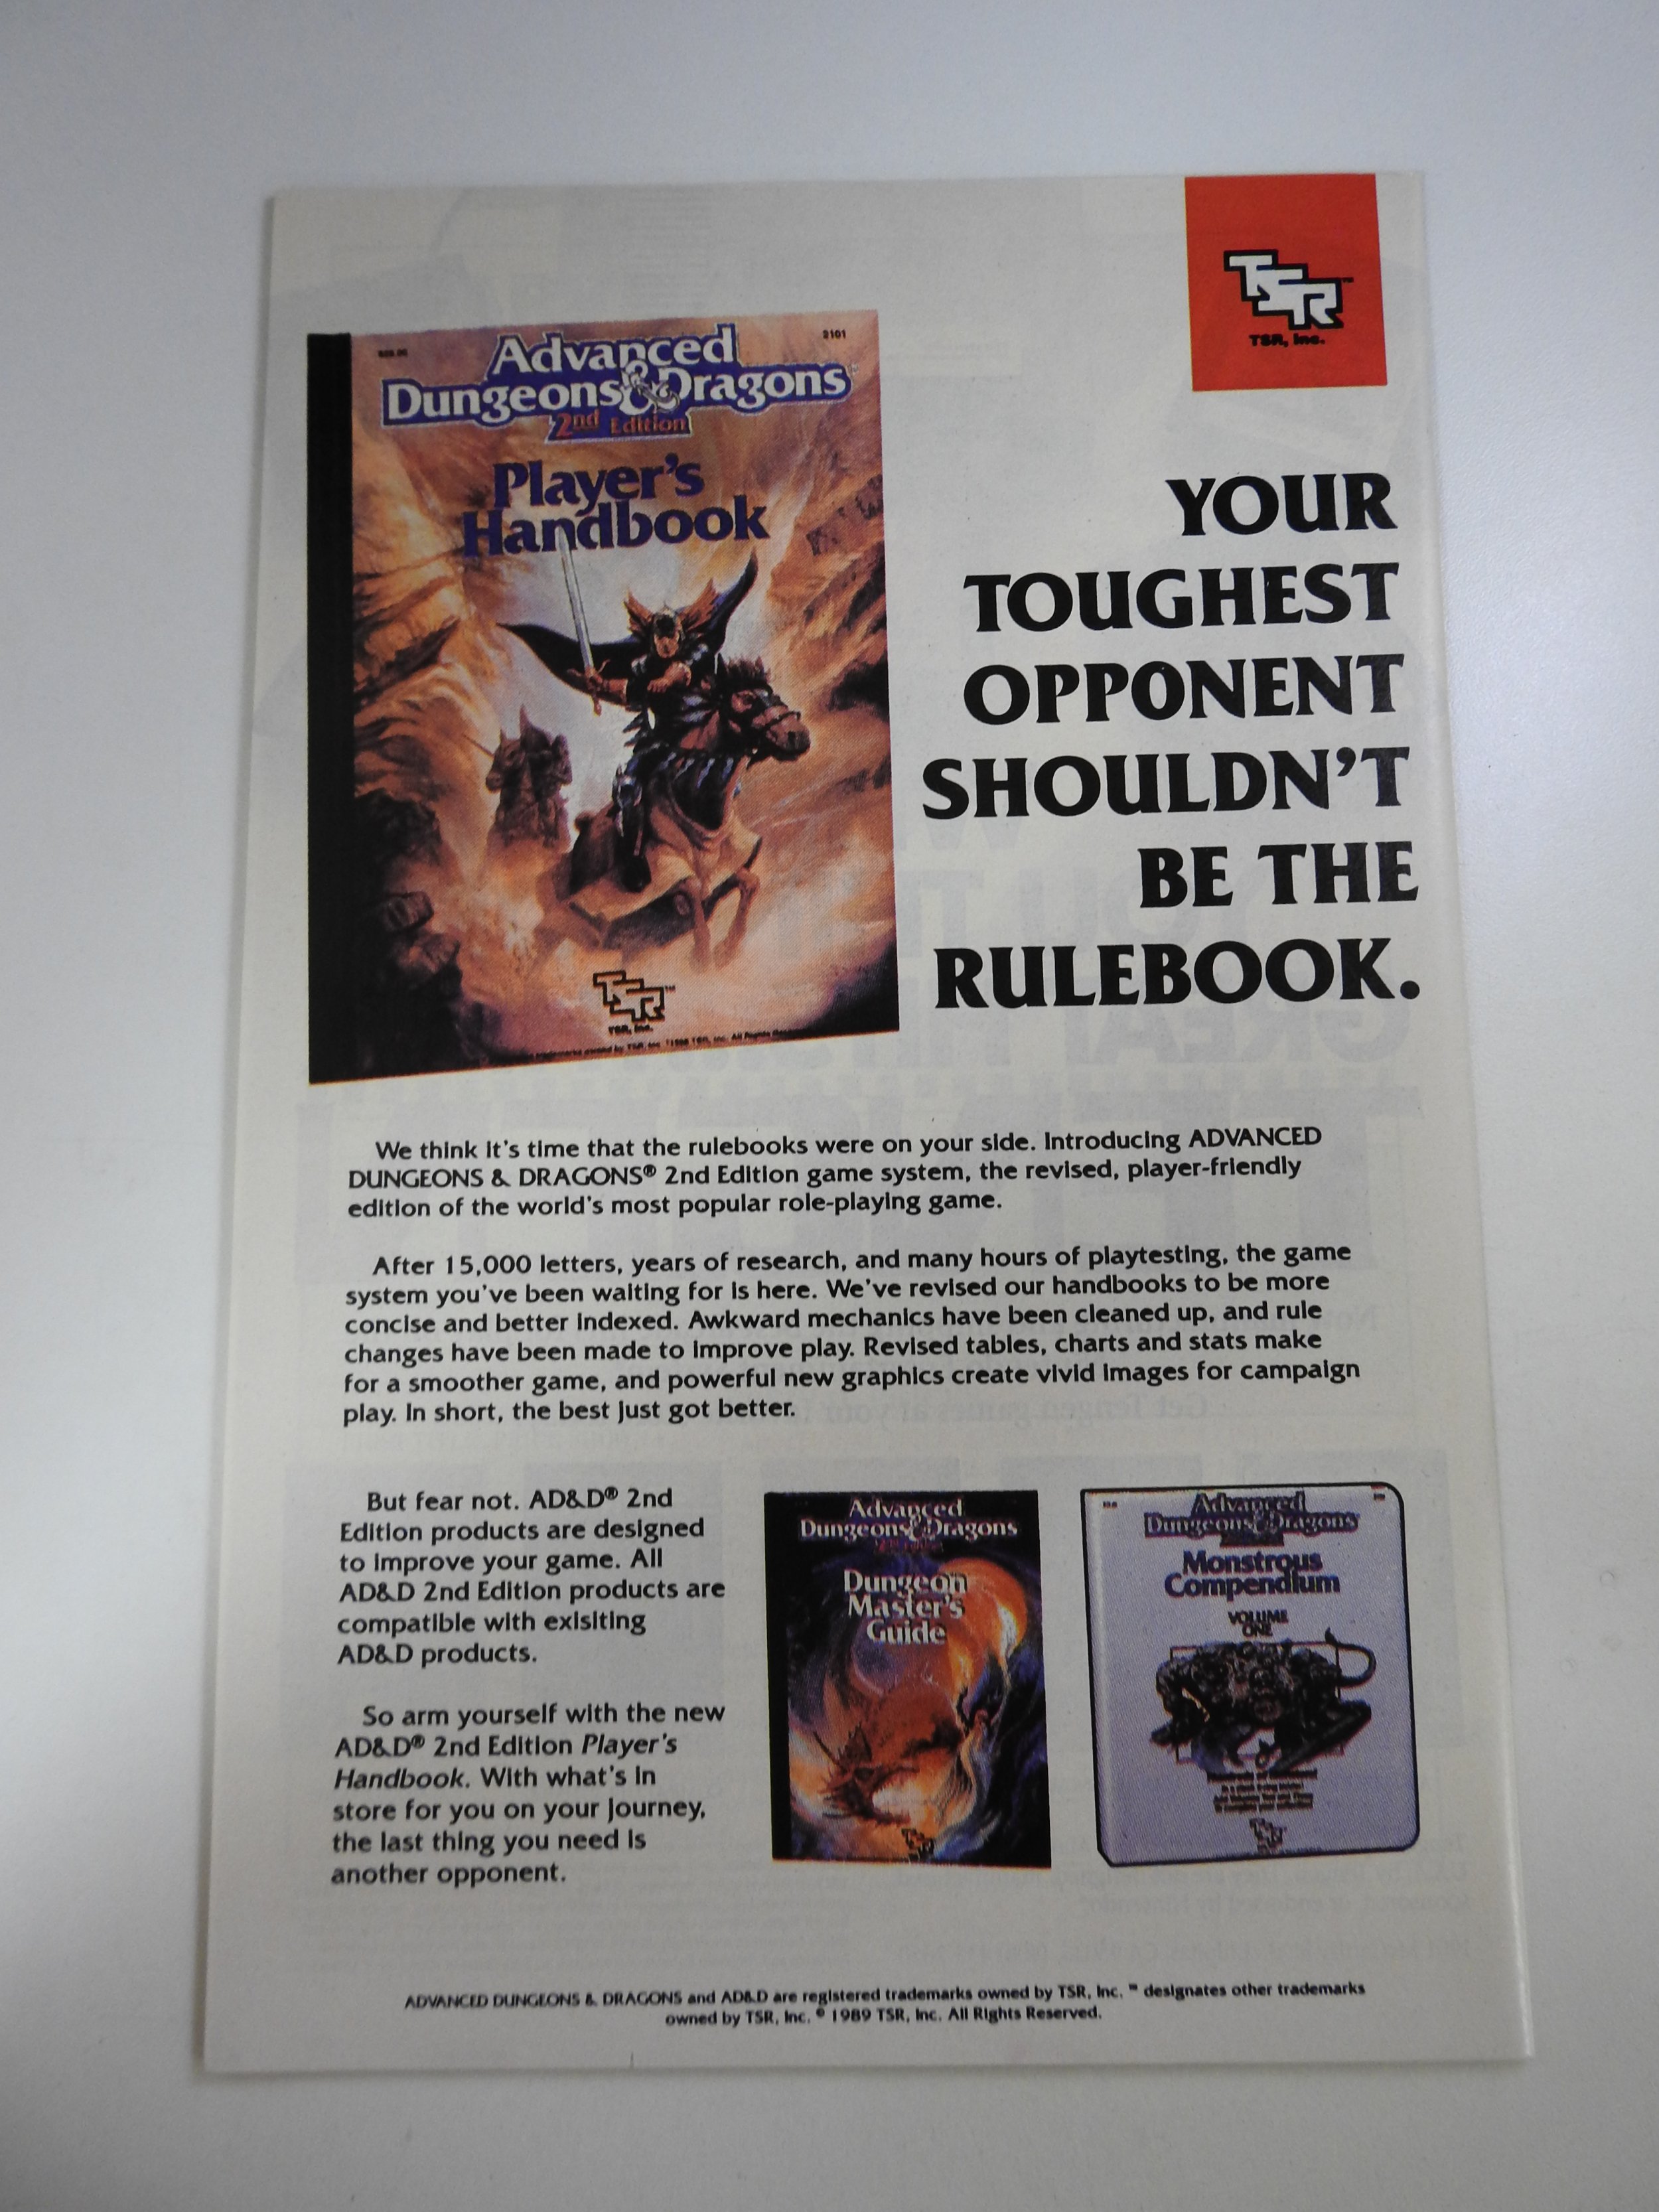 TSR™
TSR, Inc.
2101
Advanced
Dungeons & Dragons
2nd Edition
Player's
Handbook
TSR™
TSR, Inc.
YOUR
TOUGHEST
OPPONENT
SHOULDN'T
BE THE
RULEBOOK.
We think it's time that the rulebooks were on your side. Introducing ADVANCED
DUNGEONS & DRAGONS® 2nd Edition game system, the revised, player-friendly
edition of the world's most popular role-playing game.
After 15,000 letters, years of research, and many hours of playtesting, the game
system you've been waiting for is here. We've revised our handbooks to be more
concise and better indexed. Awkward mechanics have been cleaned up, and rule
changes have been made to improve play. Revised tables, charts and stats make
for a smoother game, and powerful new graphics create vivid images for campaign
play. In short, the best just got better.
But fear not. AD&D® 2nd
Edition products are designed
to improve your game. All
AD&D 2nd Edition products are
compatible with exisiting
AD&D products.
So arm yourself with the new
AD&D® 2nd Edition Player's
Handbook. With what's in
store for you on your journey,
the last thing you need is
another opponent.
Advanced
Dungeons & Dragons
2nd Edition
Dungeon
Master's
Guide
TSR
Advanced
Dungeons & Dragons
Monstrous
Compendium
VOLUME
ONE
TSR
ADVANCED DUNGEONS & DRAGONS and AD&D are registered trademarks owned by TSR, Inc. ™ designates other trademarks
owned by TSR, Inc. © 1989 TSR, Inc. All Rights Reserved.